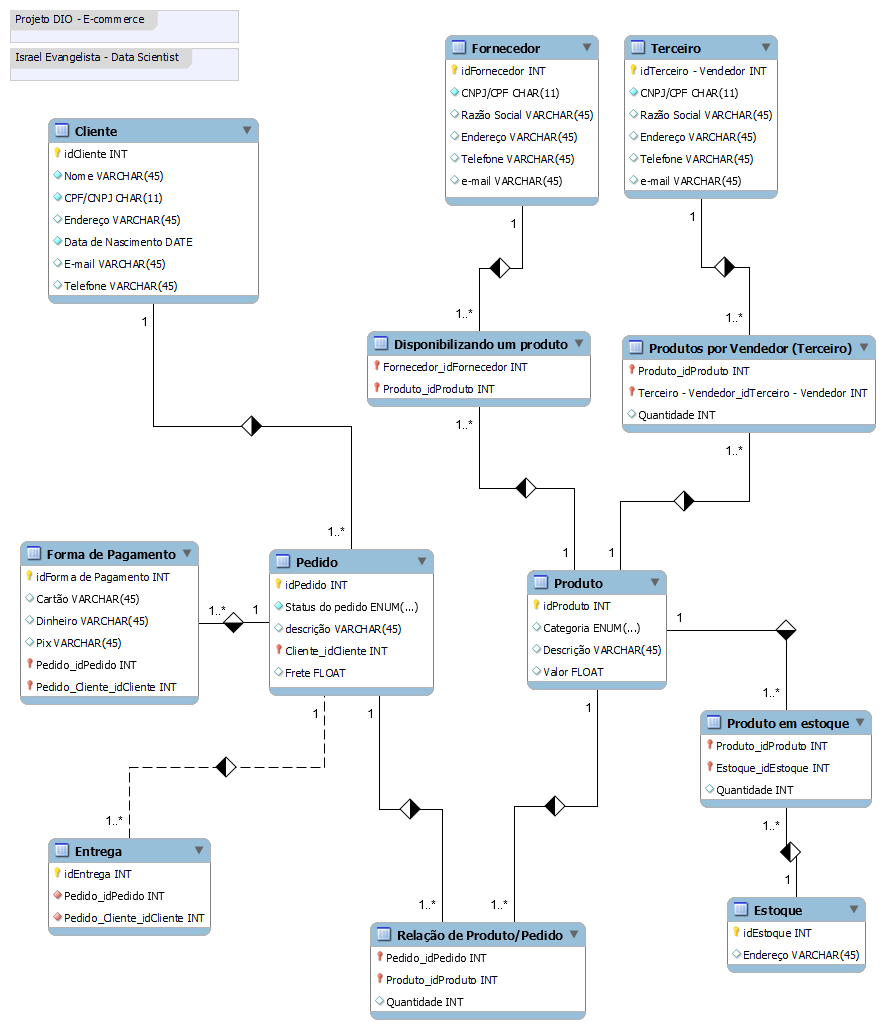 Projeto DIO - E-commerce
Israel Evangelista - Data Scientist
Fornecedor
idFornecedor INT
CNPJ/CPF CHAR(11)
Razão Social VARCHAR(45)
Endereço VARCHAR(45)
Telefone VARCHAR(45)
e-mail VARCHAR(45)
1
Terceiro
idTerceiro - Vendedor INT
CNPJ/CPF CHAR(11)
Razão Social VARCHAR(45)
Endereço VARCHAR(45)
Telefone VARCHAR(45)
e-mail VARCHAR(45)
1
Cliente
idCliente INT
Nome VARCHAR(45)
CPF/CNPJ CHAR(11)
Endereço VARCHAR(45)
Data de Nascimento DATE
E-mail VARCHAR(45)
Telefone VARCHAR(45)
1
1..*
Disponibilizando um produto
Fornecedor_idFornecedor INT
Produto_idProduto INT
1..*
1..*
Produtos por Vendedor (Terceiro)
Produto_idProduto INT
Terceiro - Vendedor_idTerceiro - Vendedor INT
Quantidade INT
1..*
Forma de Pagamento
idForma de Pagamento INT
Cartão VARCHAR(45)
Dinheiro VARCHAR(45)
Pix VARCHAR(45)
Pedido_idPedido INT
Pedido_Cliente_idCliente INT
1..*
1
1..*
Pedido
idPedido INT
Status do pedido ENUM(...)
descrição VARCHAR(45)
Cliente_idCliente INT
Frete FLOAT
1
1
1
1
Produto
idProduto INT
Categoria ENUM(...)
Descrição VARCHAR(45)
Valor FLOAT
1
1
1..*
Produto em estoque
Produto_idProduto INT
Estoque_idEstoque INT
Quantidade INT
1..*
1
1..*
Entrega
idEntrega INT
Pedido_idPedido INT
Pedido_Cliente_idCliente INT
1..*
1..*
Relação de Produto/Pedido
Pedido_idPedido INT
Produto_idProduto INT
Quantidade INT
Estoque
idEstoque INT
Endereço VARCHAR(45)